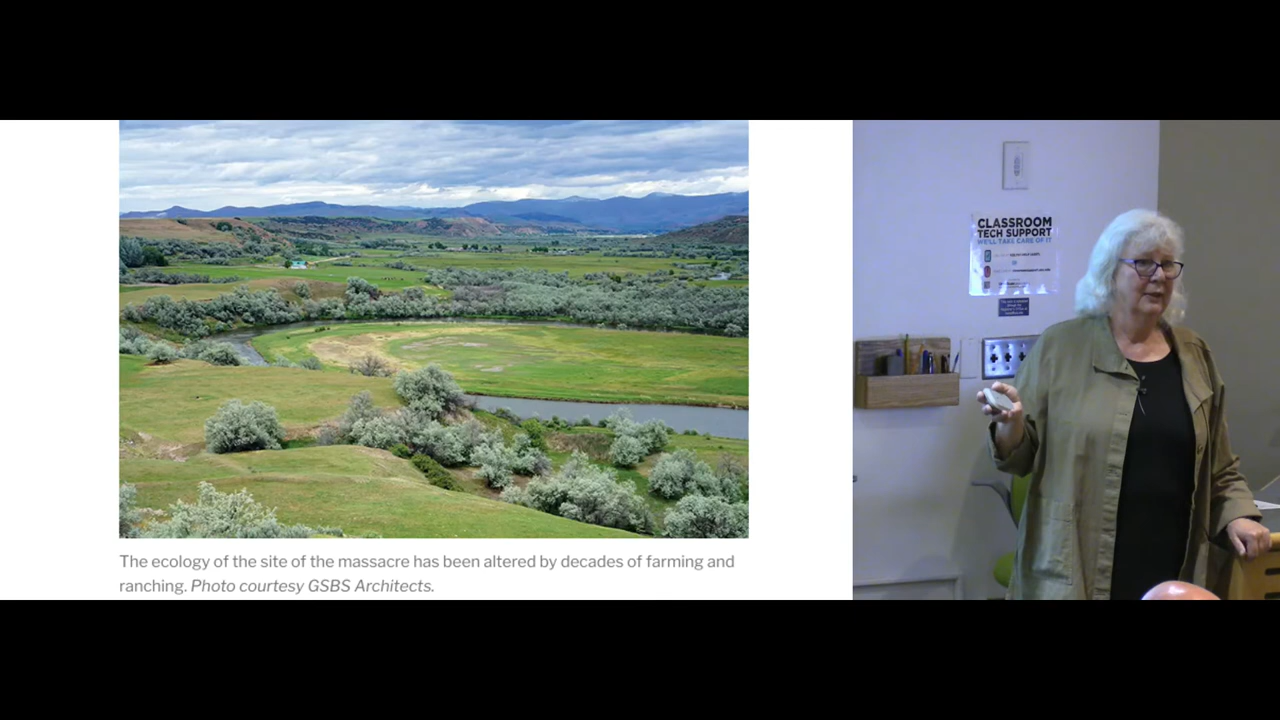 The ecology of the site of the massacre has been altered by decades of farming and
ranching. Photo courtesy GSBS Architects.
CLASSROOM
TECH SUPPORT
WE'LL TAKE CARE OF IT